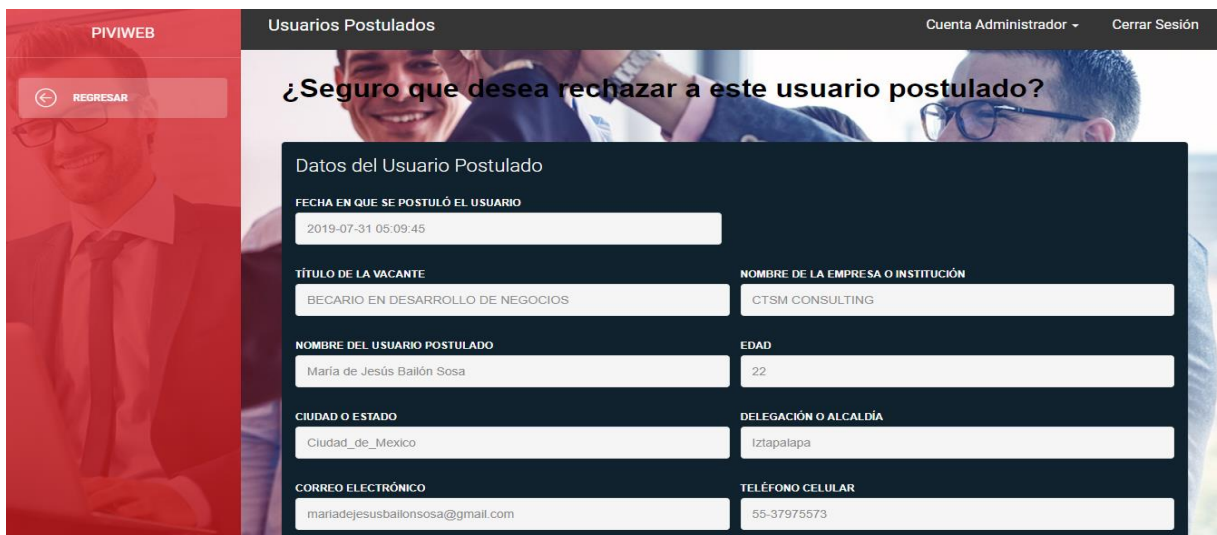 PIVIWEB
Usuarios Postulados
Cuenta Administrador
Cerrar Sesión
REGRESAR
¿Seguro que desea rechazar a este usuario postulado?
Datos del Usuario Postulado
FECHA EN QUE SE POSTULÓ EL USUARIO
2019-07-31 05:09:45
TÍTULO DE LA VACANTE
NOMBRE DE LA EMPRESA O INSTITUCIÓN
BECARIO EN DESARROLLO DE NEGOCIOS
CTSM CONSULTING
NOMBRE DEL USUARIO POSTULADO
EDAD
María de Jesús Bailón Sosa
22
CIUDAD O ESTADO
DELEGACIÓN O ALCALDÍA
Ciudad_de_Mexico
Iztapalapa
CORREO ELECTRÓNICO
TELÉFONO CELULAR
mariadejesusbailonsosa@gmail.com
55-37975573